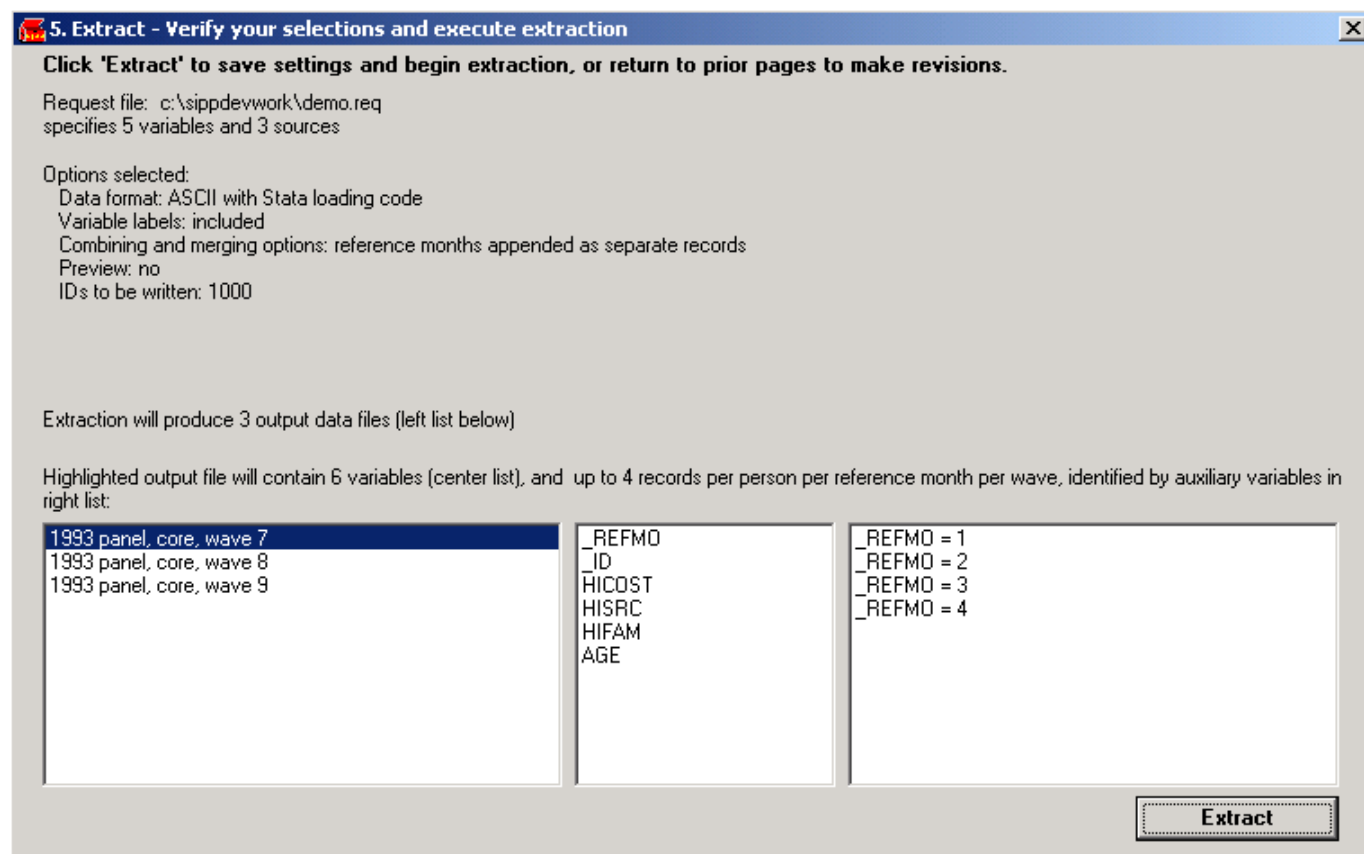 5. Extract - Verify your selections and execute extraction
Click 'Extract' to save settings and begin extraction, or return to prior pages to make revisions.
Request file: c:\sippdevwork\demo.req
specifies 5 variables and 3 sources
Options selected:
Data format: ASCII with Stata loading code
Variable labels: included
Combining and merging options: reference months appended as separate records
Preview: no
IDs to be written: 1000
Extraction will produce 3 output data files (left list below)
Highlighted output file will contain 6 variables (center list), and up to 4 records per person per reference month per wave, identified by auxiliary variables in
right list:
1993 panel, core, wave 7
1993 panel, core, wave 8
1993 panel, core, wave 9
_REFMO
_ID
HICOST
HISRC
HIFAM
AGE
_REFMO = 1
_REFMO = 2
_REFMO = 3
_REFMO = 4
Extract